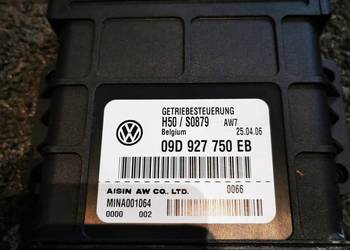 GETRIEBESTEUERUNG
H50 / S0879 AW7
Belgium 25.04.06
09D 927 750 EB
AISIN AW CO., LTD. 0066
MINA001064
0000 002